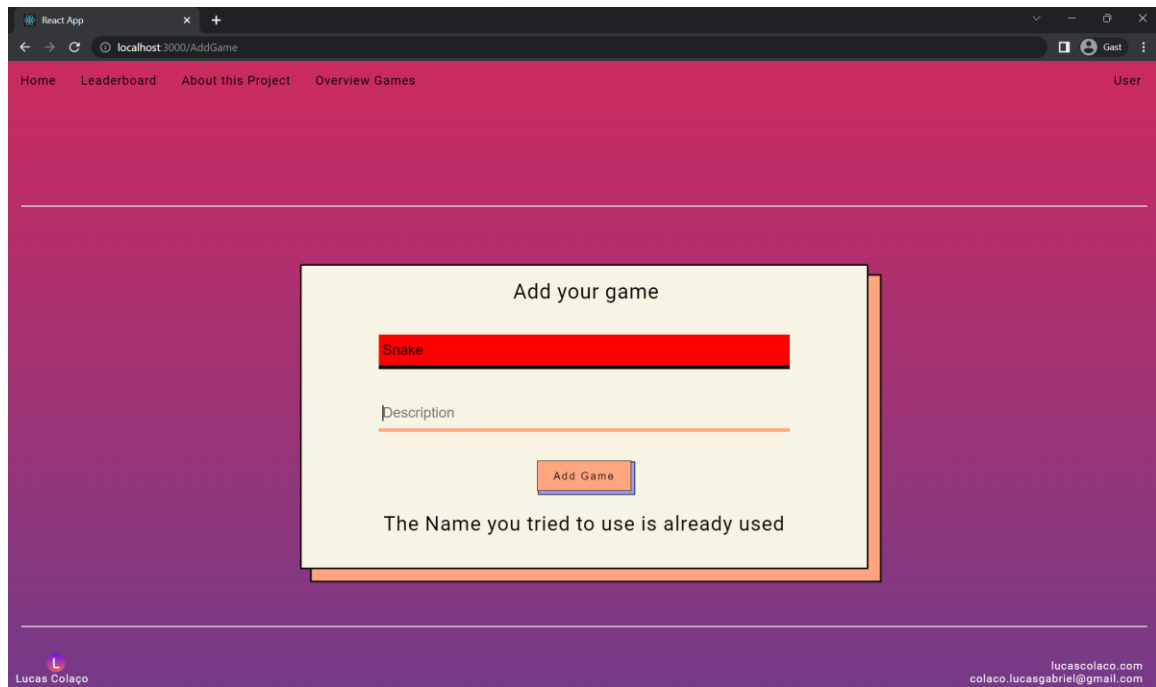 React App
localhost:3000/AddGame
Gast
Home Leaderboard About this Project Overview Games User
Add your game
Snake
Description
Add Game
The Name you tried to use is already used
L
Lucas Colaço
lucascolaco.com
colaco.lucasgabriel@gmail.com